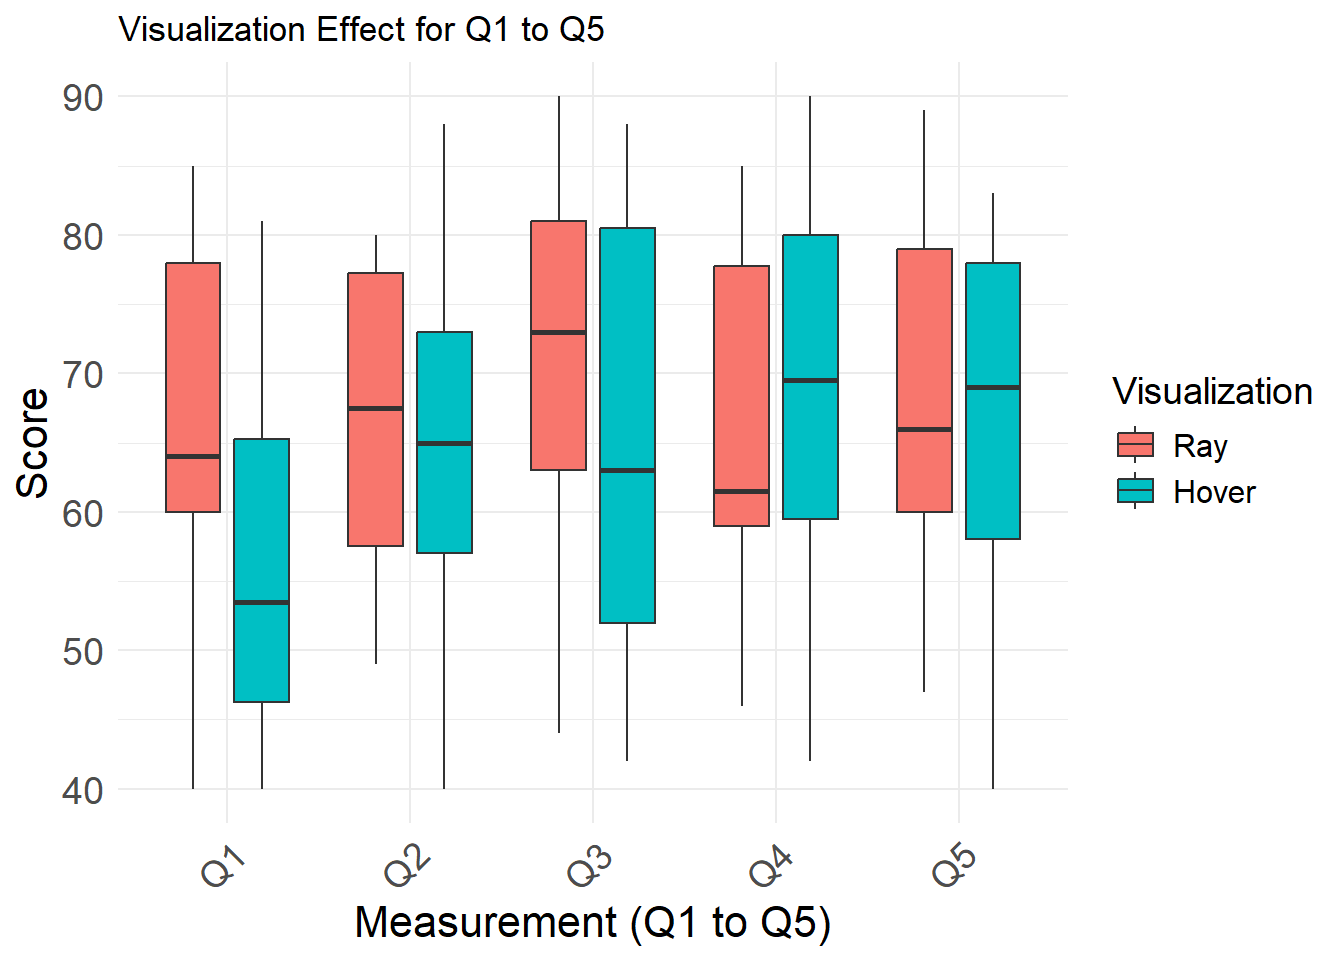 Visualization Effect for Q1 to Q5
90
80
70
60
50
40
Score
Q1
Q2
Q3
Q4
Q5
Measurement (Q1 to Q5)
Visualization
Ray
Hover